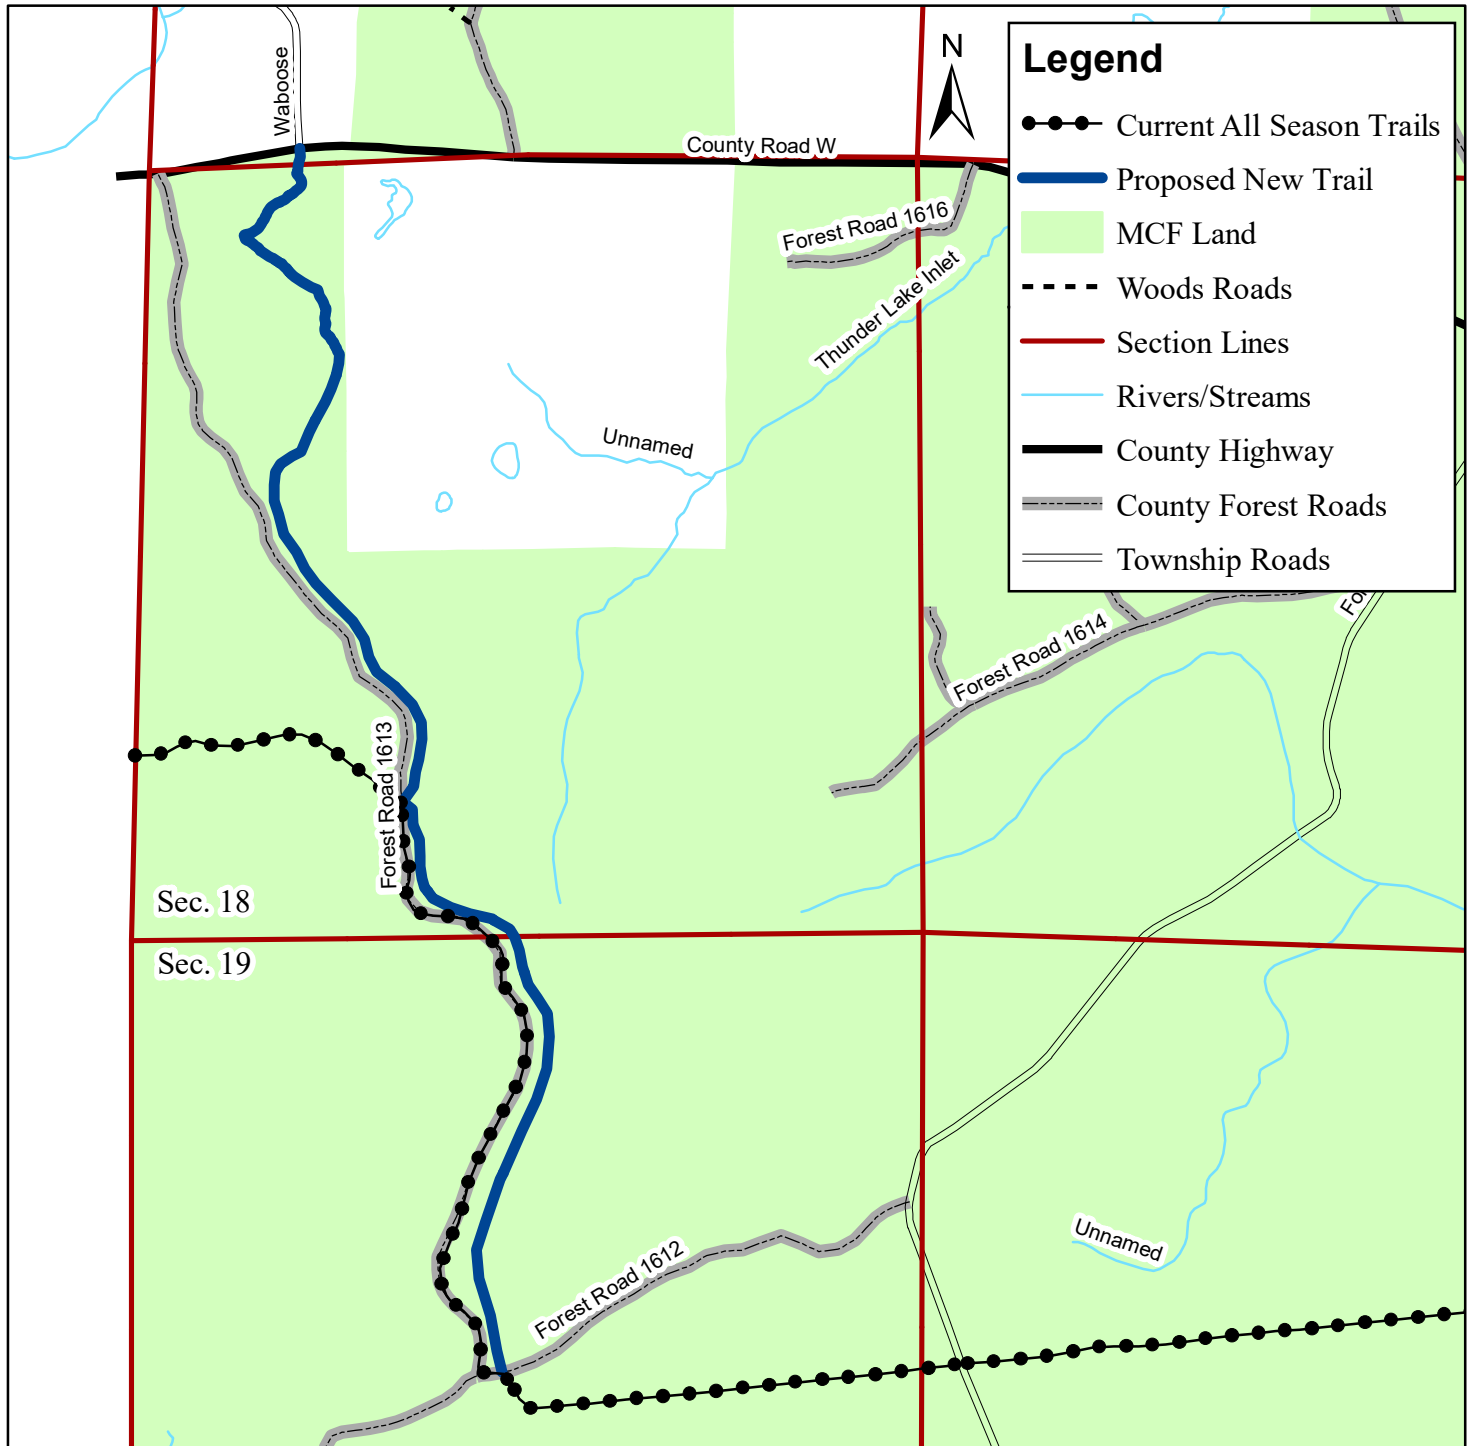 Waboose
N
County Road W
Legend
Current All Season Trails
Proposed New Trail
MCF Land
Woods Roads
Section Lines
Rivers/Streams
County Highway
County Forest Roads
Township Roads
Forest Road 1616
Thunder Lake Inlet
Unnamed
For
Forest Road 1614
Forest Road 1613
Sec. 18
Sec. 19
Unnamed
Forest Road 1612